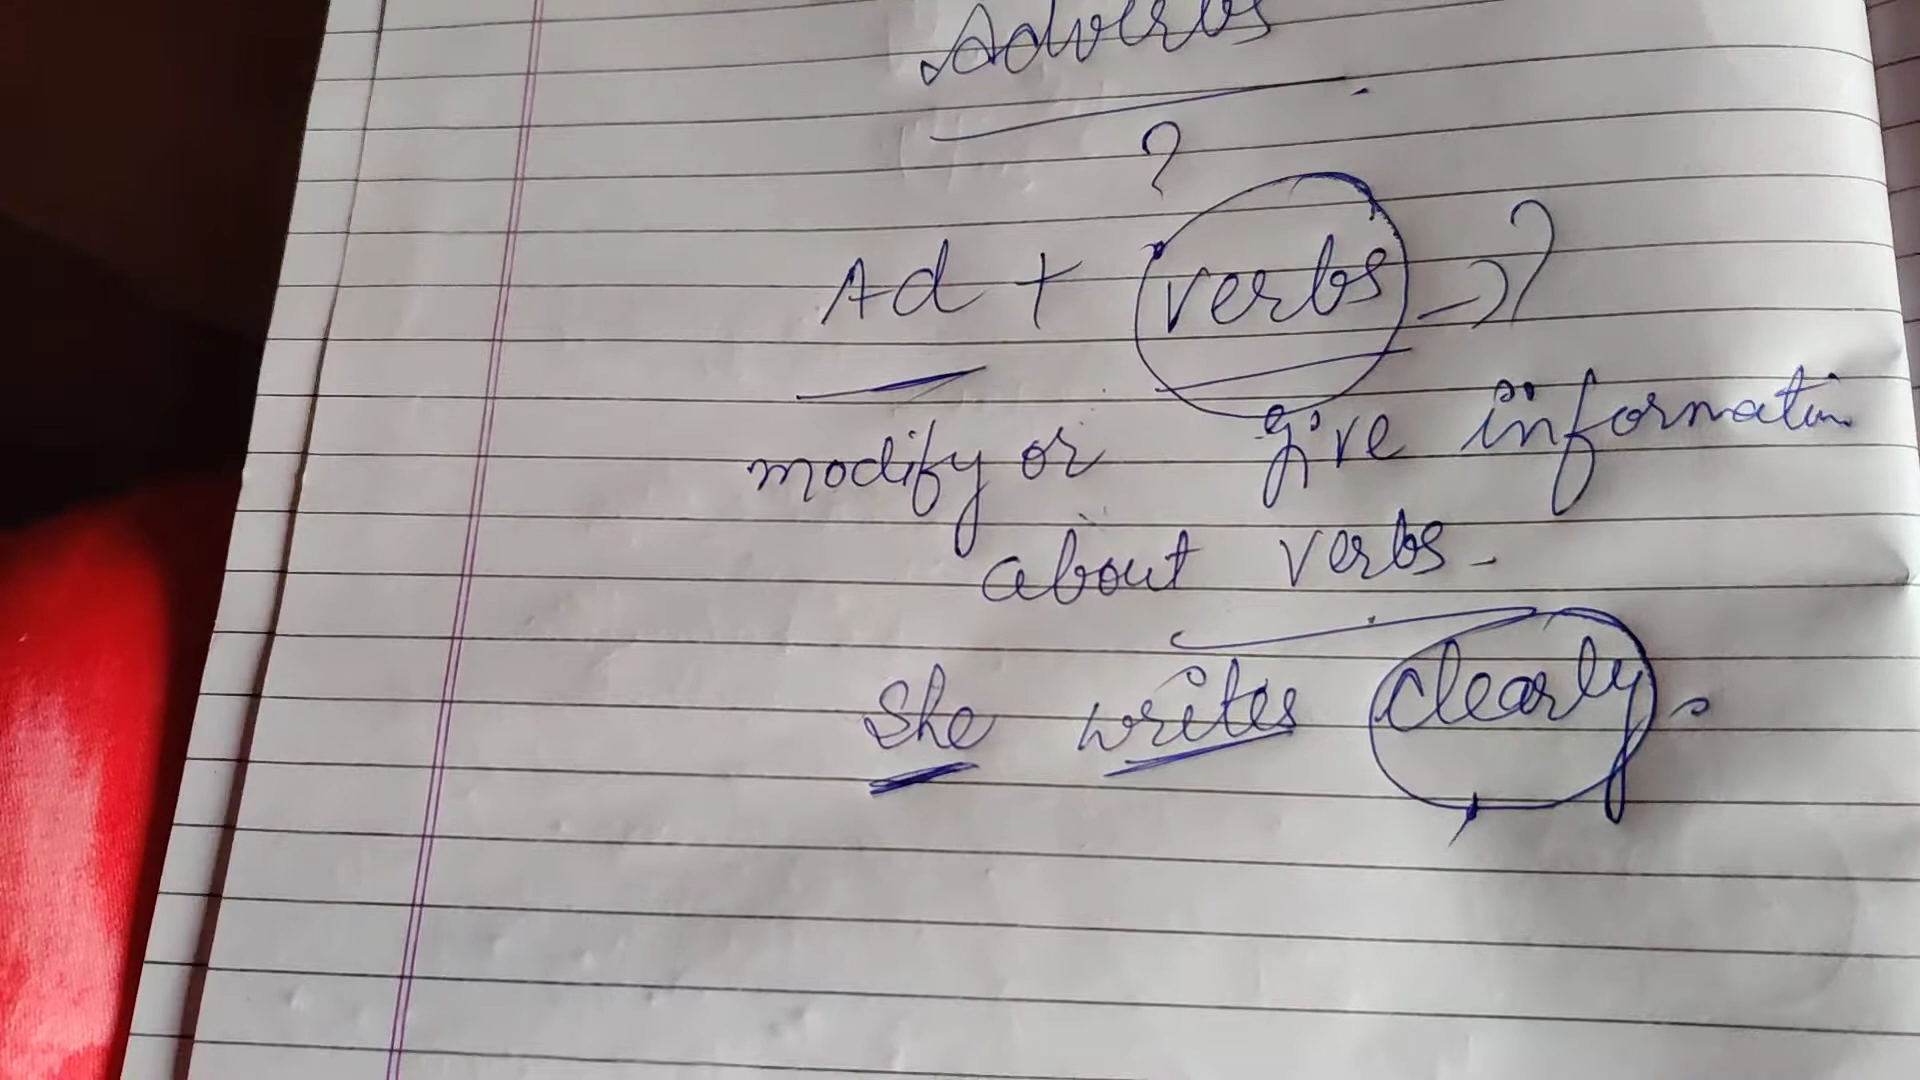 Adverbs
?
Ad + verbs →?
modify or give information
about verbs.
She writes clearly.